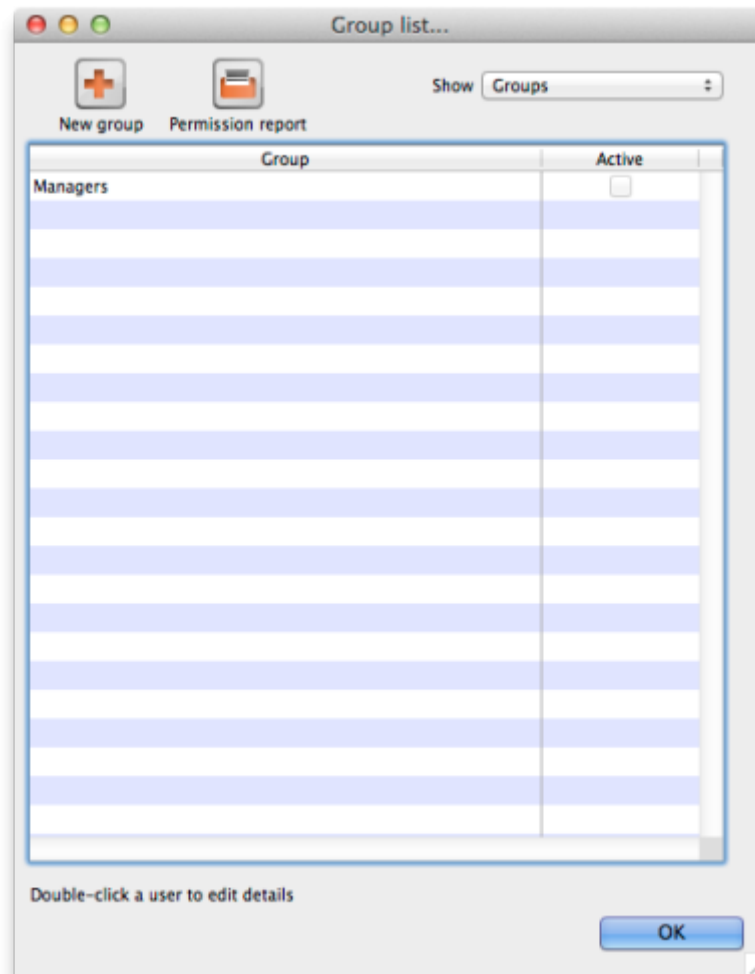 Group list...
Show Groups
New group Permission report
Group Active
Managers
Double-click a user to edit details
OK